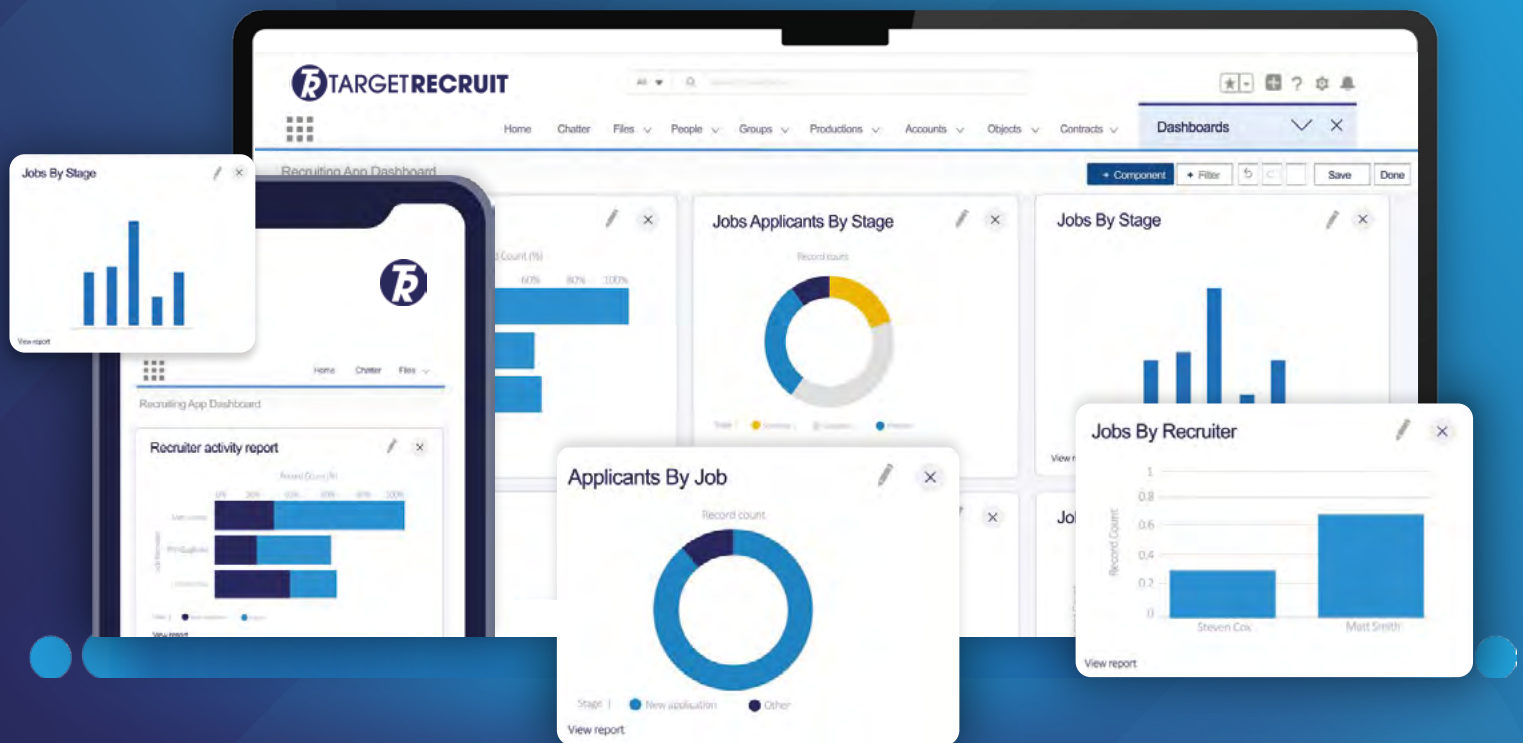 TARGETRECRUIT
All
Home Chatter Files People Groups Productions Accounts Objects Contracts Dashboards
Recruiting App Dashboard
+ Component + Filter Save Done
Jobs By Stage
View report
Count (%)
60% 80% 100%
Jobs Applicants By Stage
Record count
Stage |
Jobs By Stage
Home Chatter Files
Recruiting App Dashboard
Recruiter activity report
Record Count (%)
View report
Applicants By Job
Record count
Stage | New application Other
View report
Jobs By Recruiter
Record Count
1
0.8
0.6
0.4
0.2
0
Steven Cox Matt Smith
View report